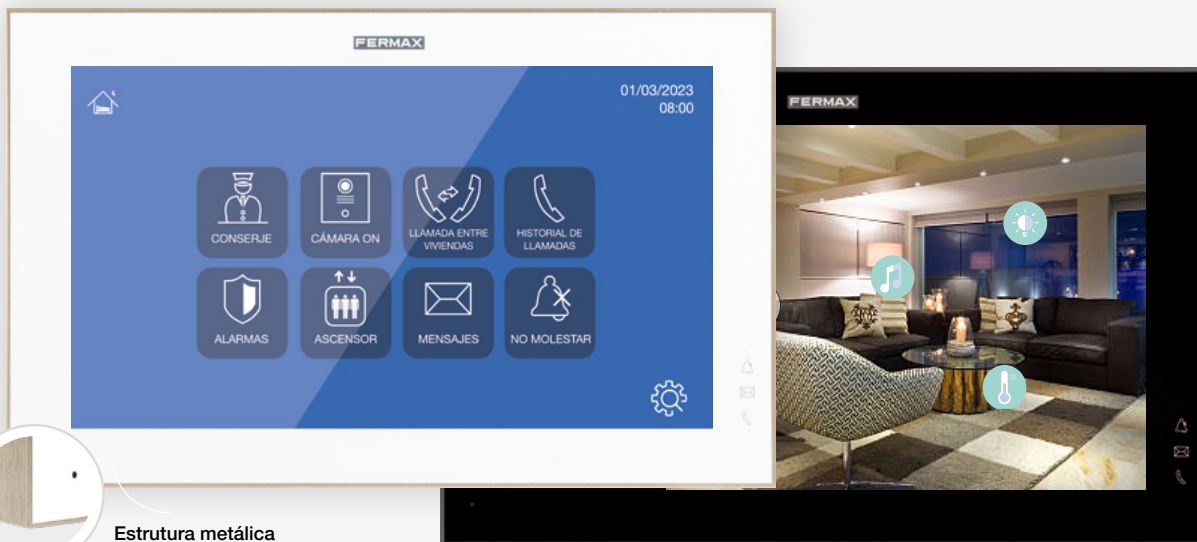 FERMAX
01/03/2023
08:00
CONSERJE
CÁMARA ON
LLAMADA ENTRE
VIVIENDAS
HISTORIAL DE
LLAMADAS
ALARMAS
ASCENSOR
MENSAJES
NO MOLESTAR
FERMAX
Estrutura metálica